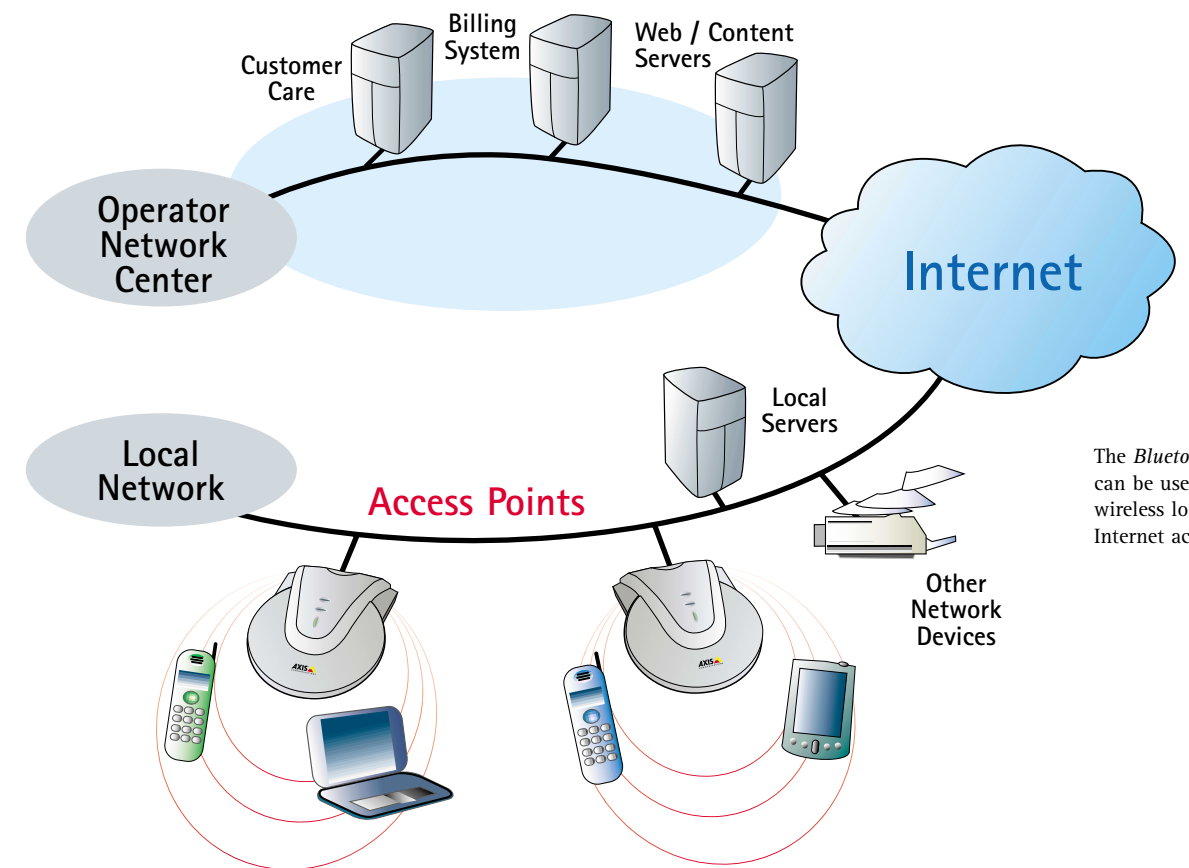 Billing
System
Web / Content
Servers
Customer
Care
Operator
Network
Center
Internet
Local
Servers
Local
Network
Access Points
The
can be use
wireless lo
Internet ac
Other
Network
Devices
AXIS
AXIS